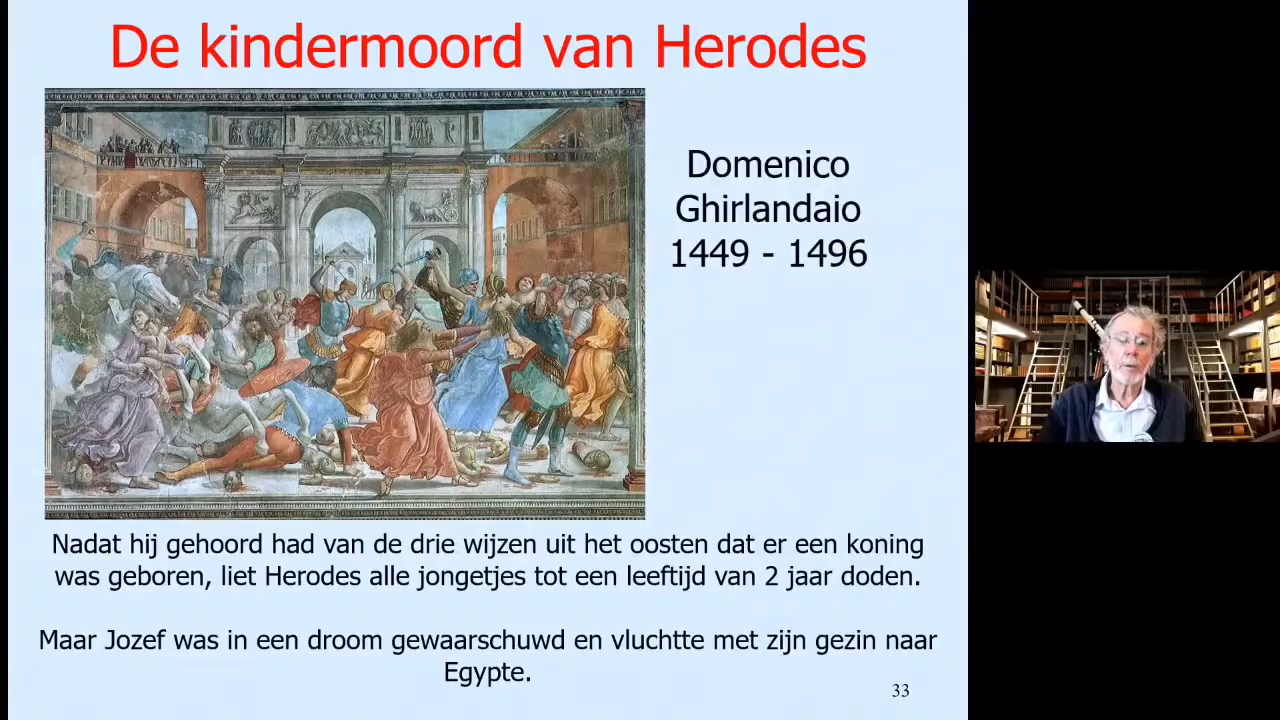 De kindermoord van Herodes
Domenico
Ghirlandaio
1449 - 1496
Nadat hij gehoord had van de drie wijzen uit het oosten dat er een koning
was geboren, liet Herodes alle jongetjes tot een leeftijd van 2 jaar doden.
Maar Jozef was in een droom gewaarschuwd en vluchtte met zijn gezin naar
Egypte.
33